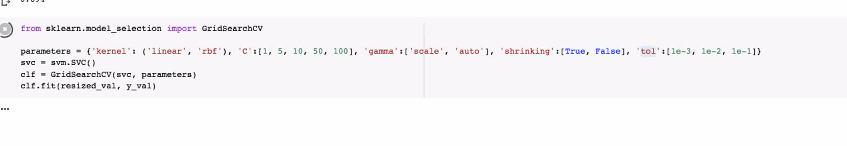 from sklearn.model_selection import GridSearchCV
parameters = {'kernel': ('linear', 'rbf'), 'C':[1, 5, 10, 50, 100], 'gamma':['scale', 'auto'], 'shrinking':[True, False], 'tol':[1e-3, 1e-2, 1e-1]}
svc = svm.SVC()
clf = GridSearchCV(svc, parameters)
clf.fit(resized_val, y_val)
...